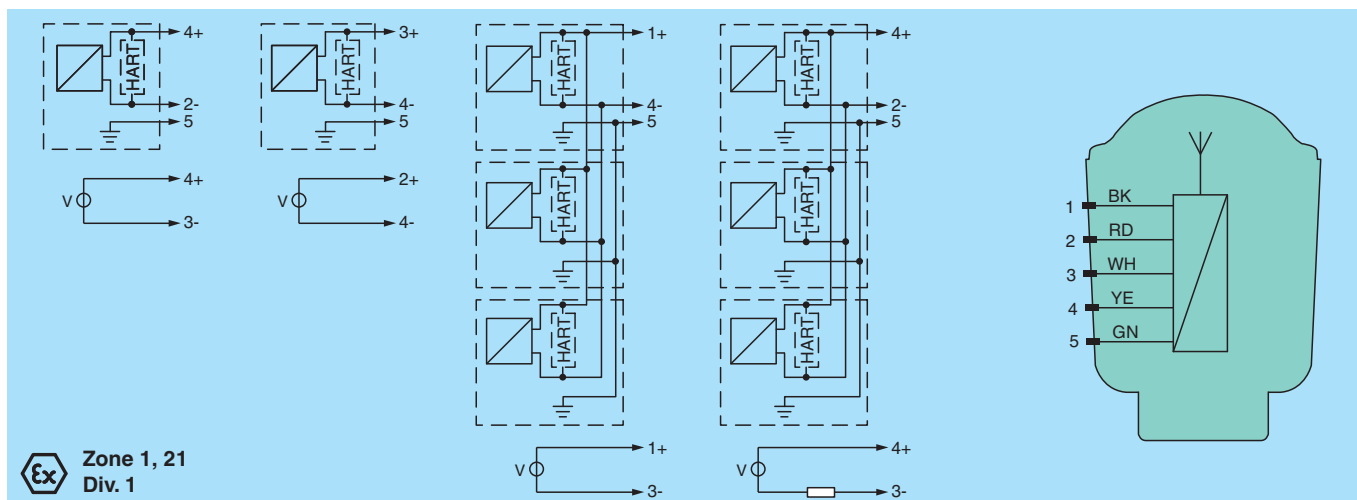 4+
HART
2-
5
V
4+
3-
3+
HART
4-
5
V
2+
4-
1+
HART
4-
5
HART
HART
V
1+
3-
4+
HART
2-
5
HART
HART
V
4+
3-
1 BK
2 RD
3 WH
4 YE
5 GN
Ex Zone 1, 21
Div. 1